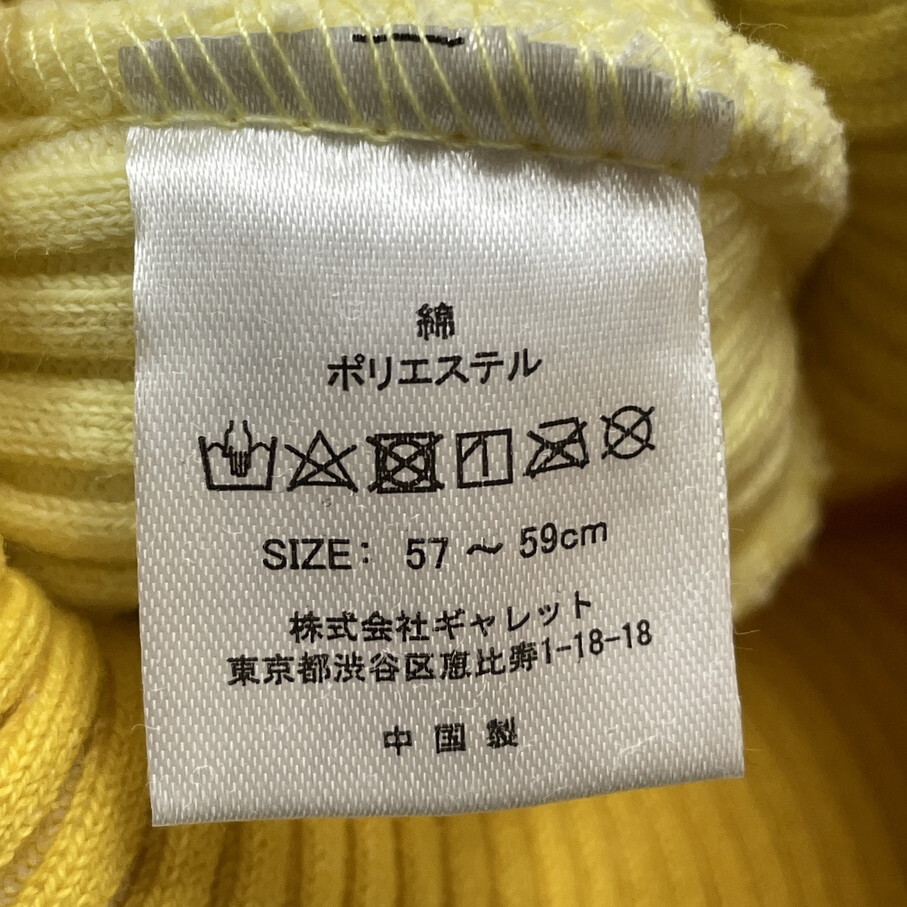 綿
ポリエステル
SIZE: 57 ～ 59cm
株式会社ギャレット
東京都渋谷区恵比寿1-18-18
中国製